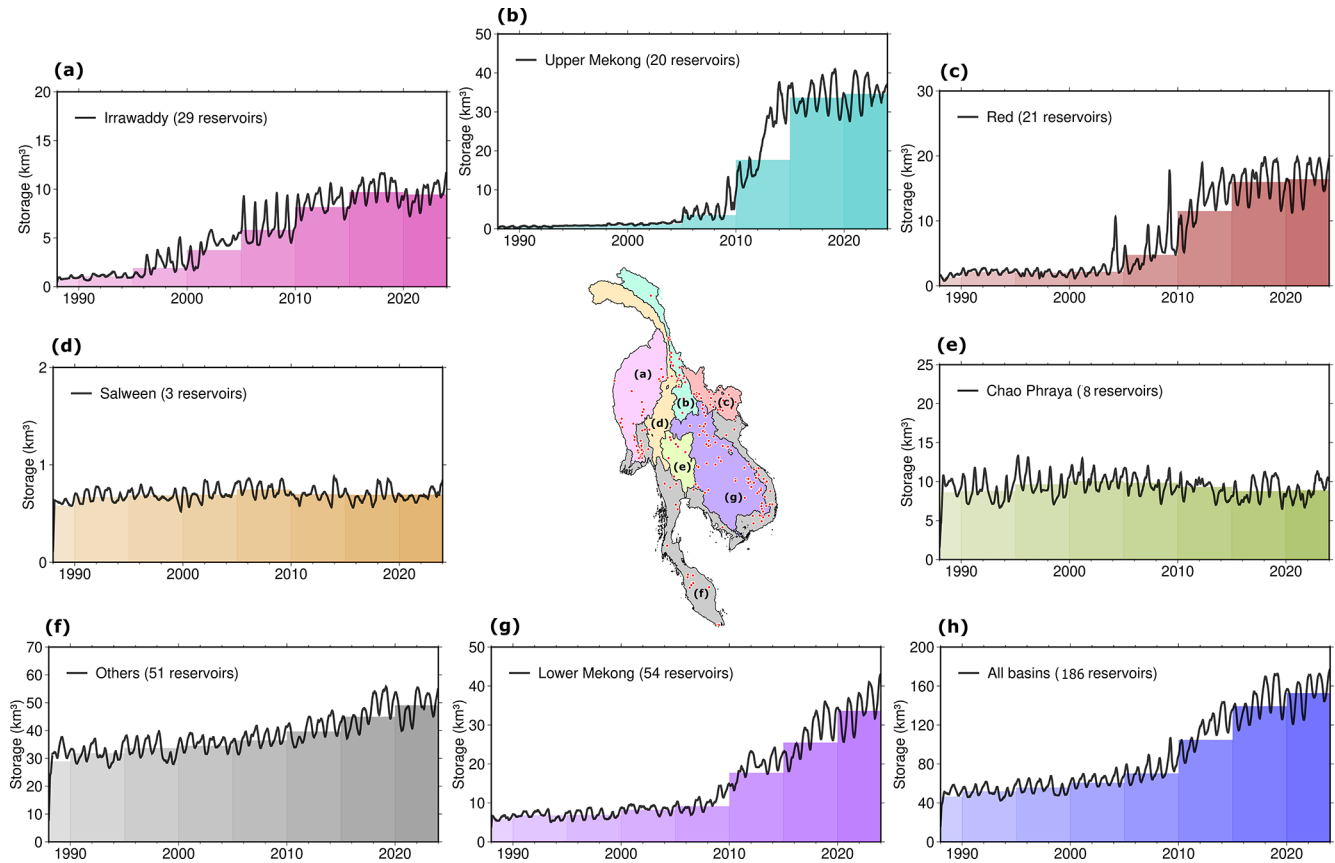 (a)
20
15
10
5
0
Storage (km³)
Irrawaddy (29 reservoirs)
1990 2000 2010 2020
(b)
50
40
30
20
10
0
Storage (km³)
Upper Mekong (20 reservoirs)
1990 2000 2010 2020
(c)
30
20
10
0
Storage (km³)
Red (21 reservoirs)
1990 2000 2010 2020
(d)
2
1
0
Storage (km³)
Salween (3 reservoirs)
1990 2000 2010 2020
(a)
(b)
(c)
(d)
(e)
(g)
(f)
(e)
25
20
15
10
5
0
Storage (km³)
Chao Phraya (8 reservoirs)
1990 2000 2010 2020
(f)
70
60
50
40
30
20
10
0
Storage (km³)
Others (51 reservoirs)
1990 2000 2010 2020
(g)
50
40
30
20
10
0
Storage (km³)
Lower Mekong (54 reservoirs)
1990 2000 2010 2020
(h)
200
160
120
80
40
0
Storage (km³)
All basins (186 reservoirs)
1990 2000 2010 2020